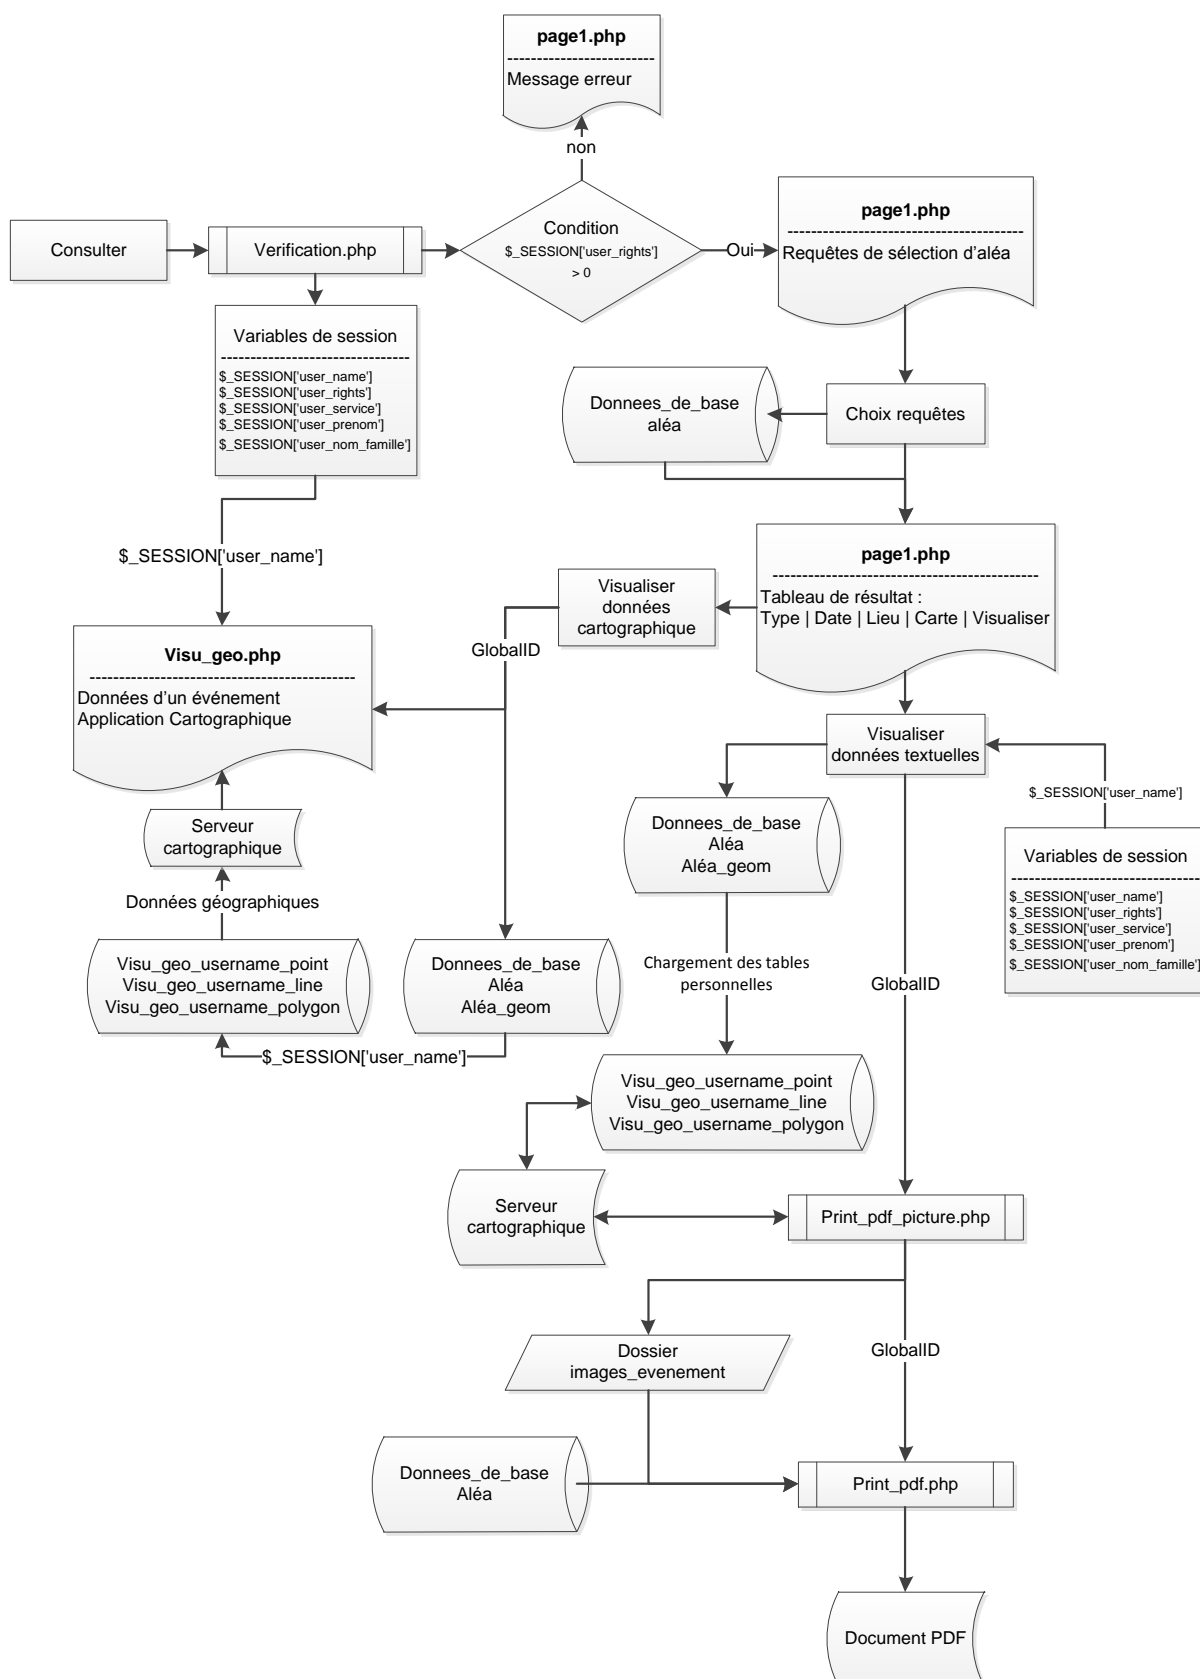 page1.php
Message erreur
non
Condition
$_SESSION['user_rights']
> 0
Oui
page1.php
Requêtes de sélection d'aléa
Consulter
Verification.php
Variables de session
$_SESSION['user_name']
$_SESSION['user_rights']
$_SESSION['user_service']
$_SESSION['user_prenom']
$_SESSION['user_nom_famille']
Donnees_de_base
aléa
Choix requêtes
$_SESSION['user_name']
page1.php
Tableau de résultat :
Type | Date | Lieu | Carte | Visualiser
Visualiser
données
cartographique
GlobalID
Visu_geo.php
Données d'un événement
Application Cartographique
Visualiser
données textuelles
$_SESSION['user_name']
Serveur
cartographique
Donnees_de_base
Aléa
Aléa_geom
Variables de session
$_SESSION['user_name']
$_SESSION['user_rights']
$_SESSION['user_service']
$_SESSION['user_prenom']
$_SESSION['user_nom_famille']
Données géographiques
Visu_geo_username_point
Visu_geo_username_line
Visu_geo_username_polygon
Donnees_de_base
Aléa
Aléa_geom
Chargement des tables
personnelles
GlobalID
$_SESSION['user_name']
Visu_geo_username_point
Visu_geo_username_line
Visu_geo_username_polygon
Serveur
cartographique
Print_pdf_picture.php
Dossier
images_evenement
GlobalID
Donnees_de_base
Aléa
Print_pdf.php
Document PDF